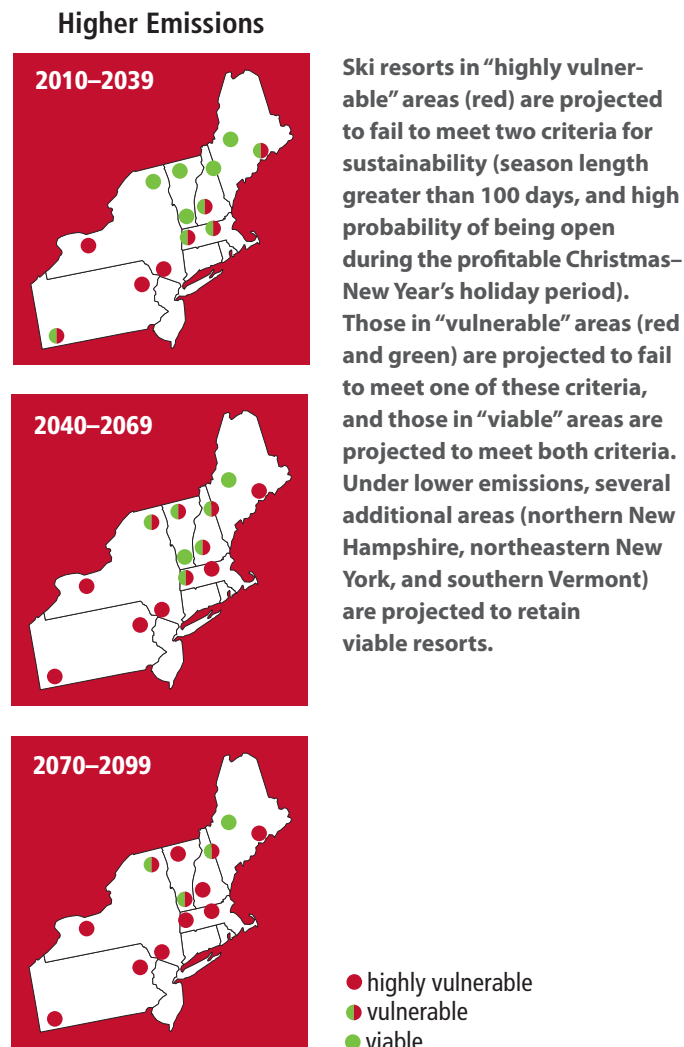 Higher Emissions
2010–2039
Ski resorts in “highly vulner-
able” areas (red) are projected
to fail to meet two criteria for
sustainability (season length
greater than 100 days, and high
probability of being open
during the profitable Christmas–
New Year’s holiday period).
Those in “vulnerable” areas (red
and green) are projected to fail
to meet one of these criteria,
and those in “viable” areas are
projected to meet both criteria.
Under lower emissions, several
additional areas (northern New
Hampshire, northeastern New
York, and southern Vermont)
are projected to retain
viable resorts.
2040–2069
2070–2099
highly vulnerable
vulnerable
viable